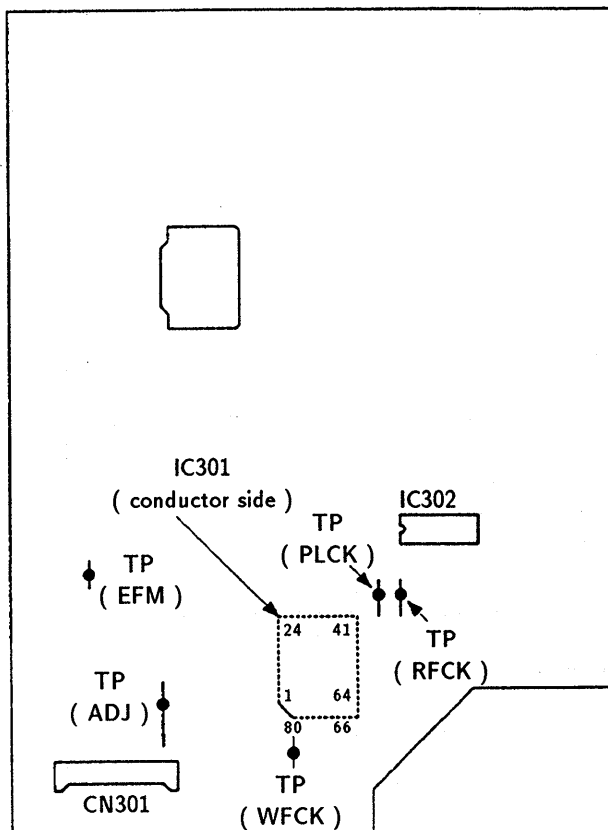 IC301
( conductor side )
IC302
TP
( PLCK )
TP
( EFM )
24 41
TP
( RFCK )
TP
( ADJ )
1 64
80 66
CN301
TP
( WFCK )